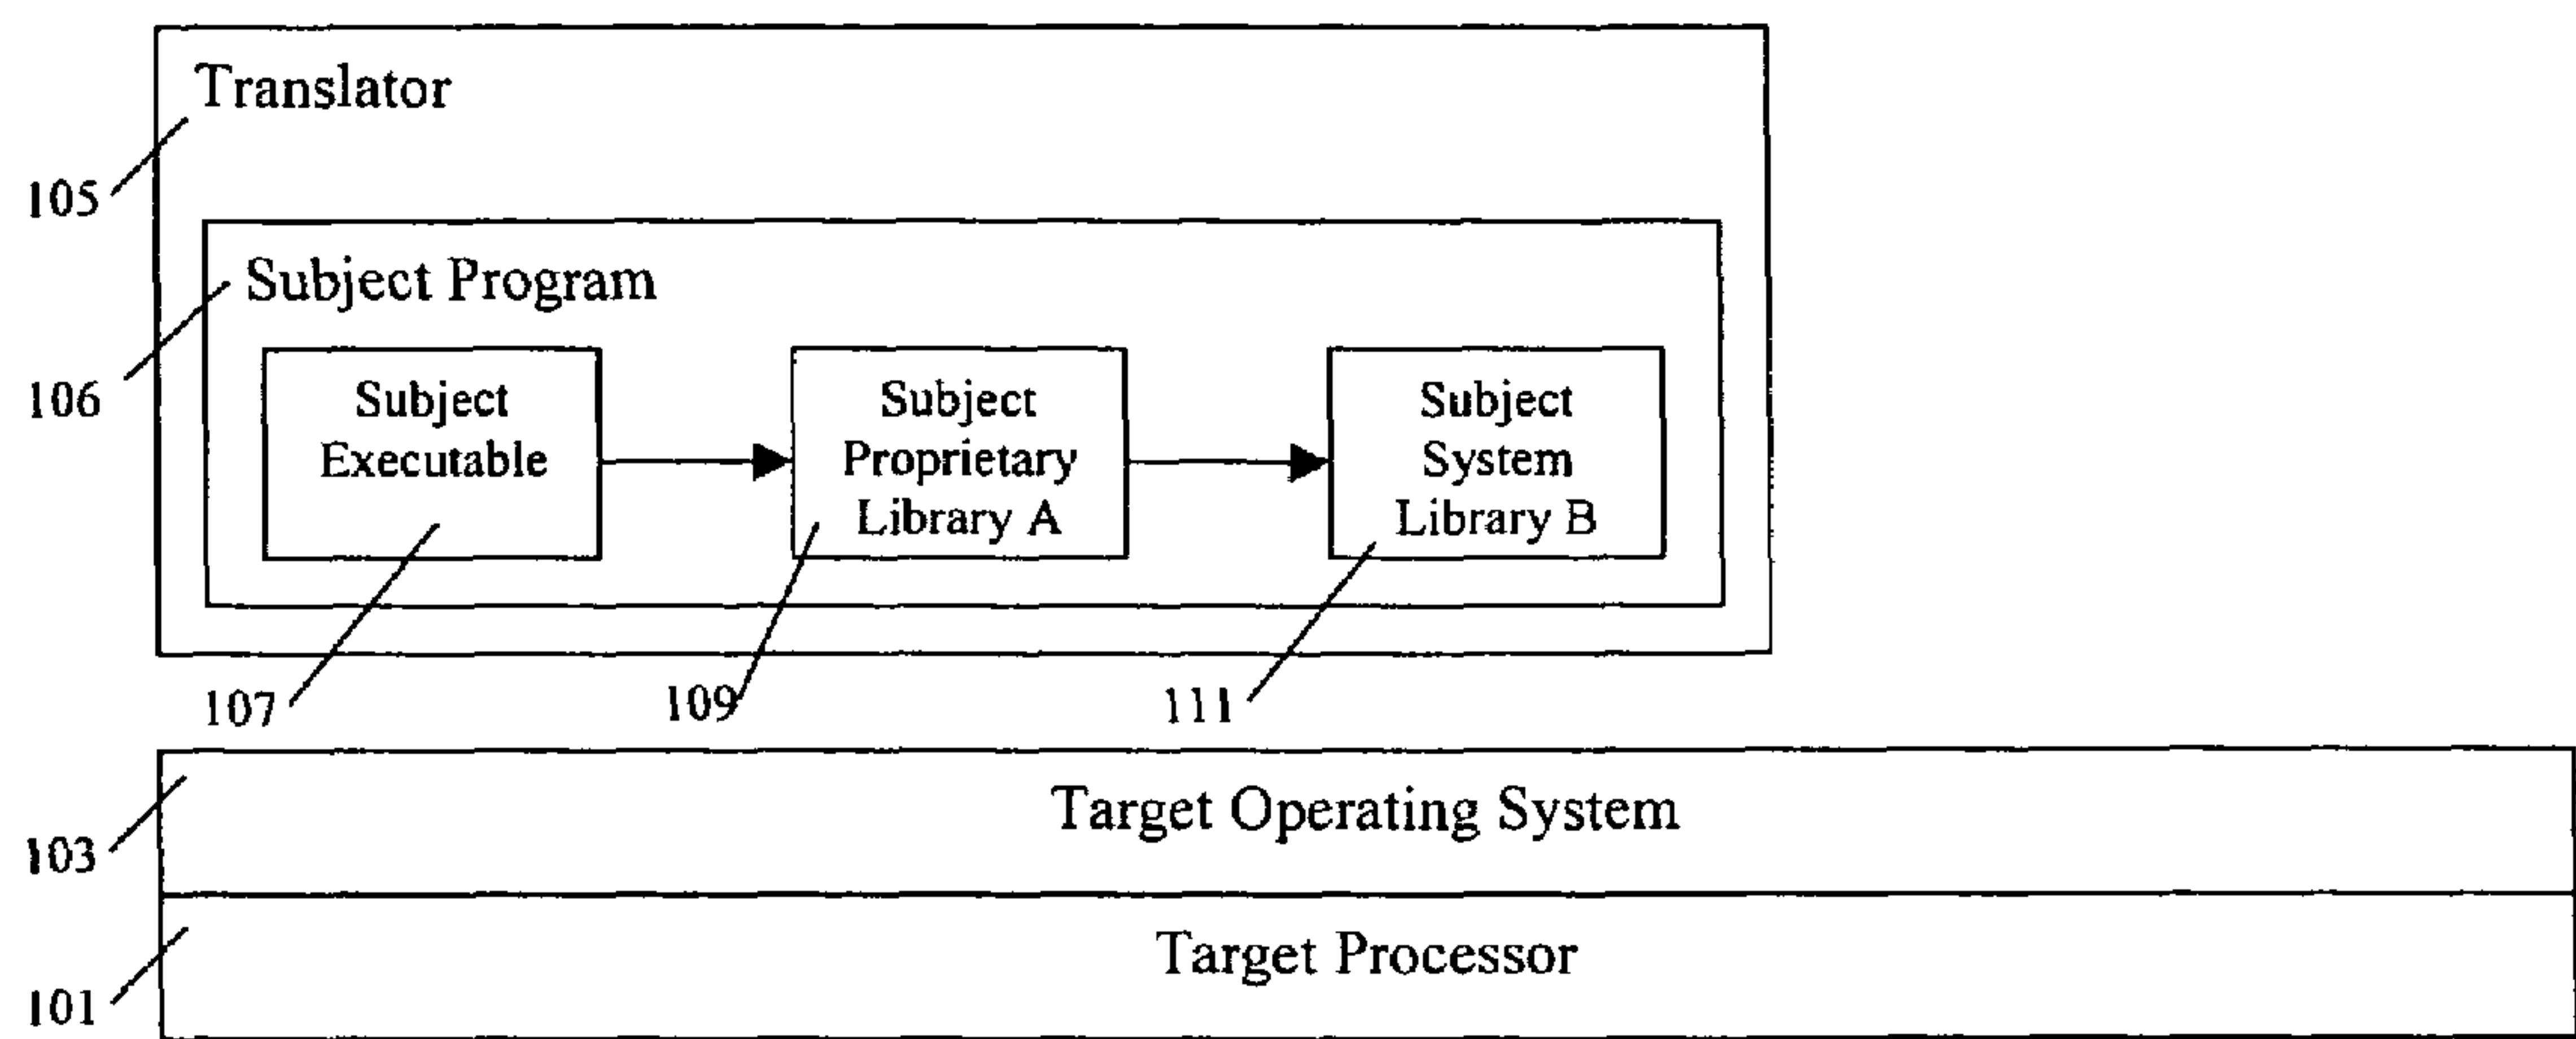 Translator
105
Subject Program
106
Subject
Executable
Subject
Proprietary
Library A
Subject
System
Library B
107
109
111
Target Operating System
103
Target Processor
101